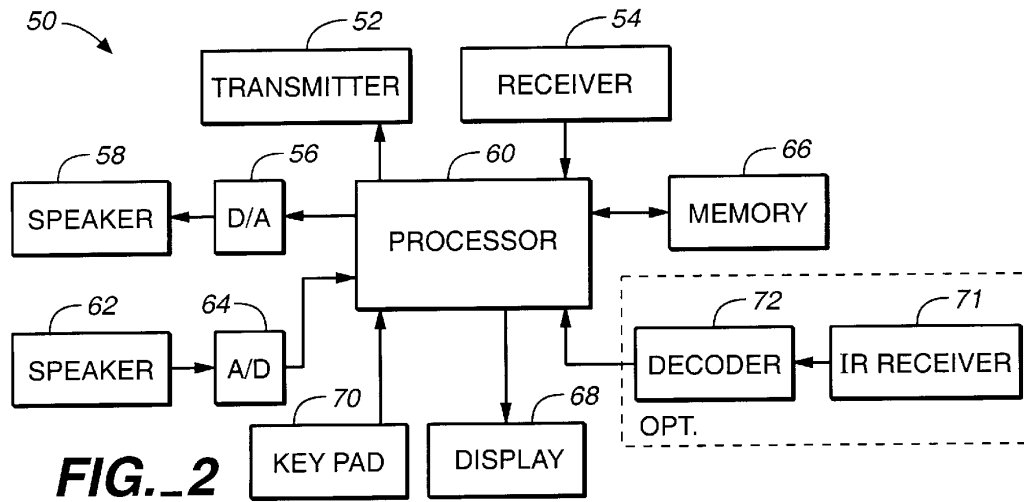 50
52
54
TRANSMITTER
RECEIVER
58
56
60
66
SPEAKER
D/A
PROCESSOR
MEMORY
62
64
72
71
SPEAKER
A/D
DECODER
IR RECEIVER
70
68
OPT.
KEY PAD
DISPLAY
FIG._2